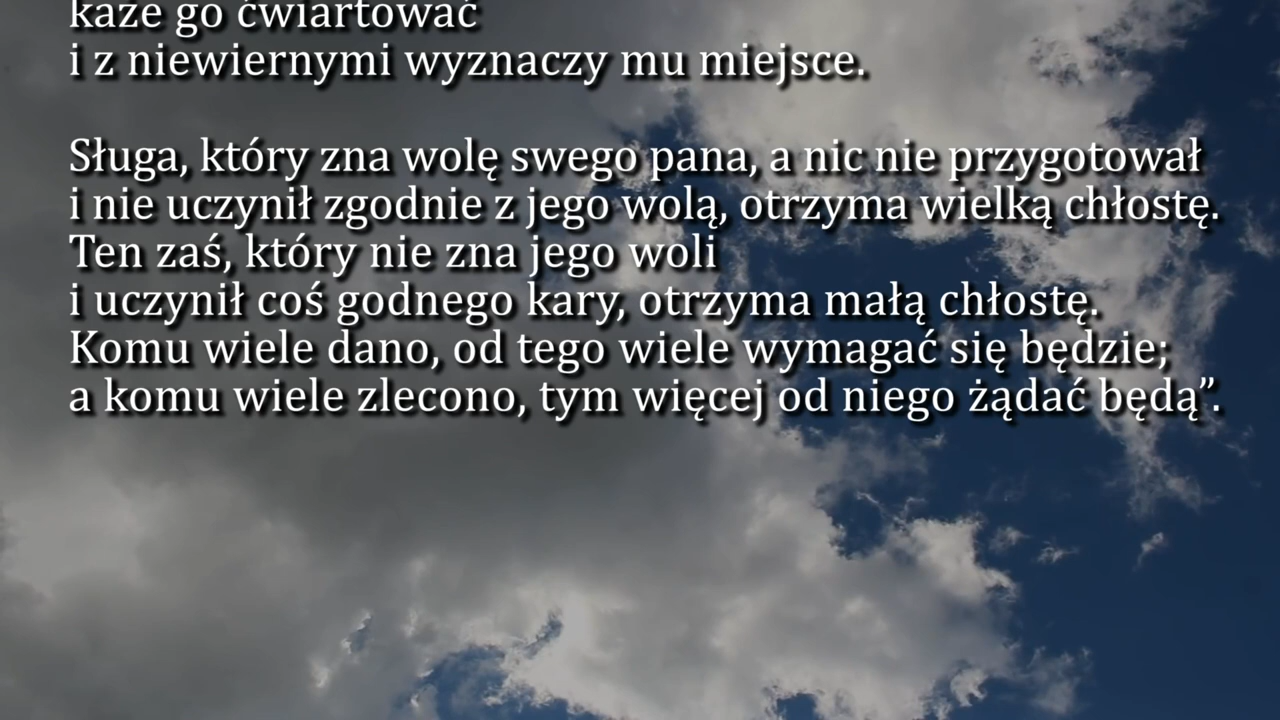 każe go ćwiartować
i z niewiernymi wyznaczy mu miejsce.
Sługa, który zna wolę swego pana, a nic nie przygotował
i nie uczynił zgodnie z jego wolą, otrzyma wielką chłostę.
Ten zaś, który nie zna jego woli
i uczynił coś godnego kary, otrzyma małą chłostę.
Komu wiele dano, od tego wiele wymagać się będzie;
a komu wiele zlecono, tym więcej od niego żądać będą”.